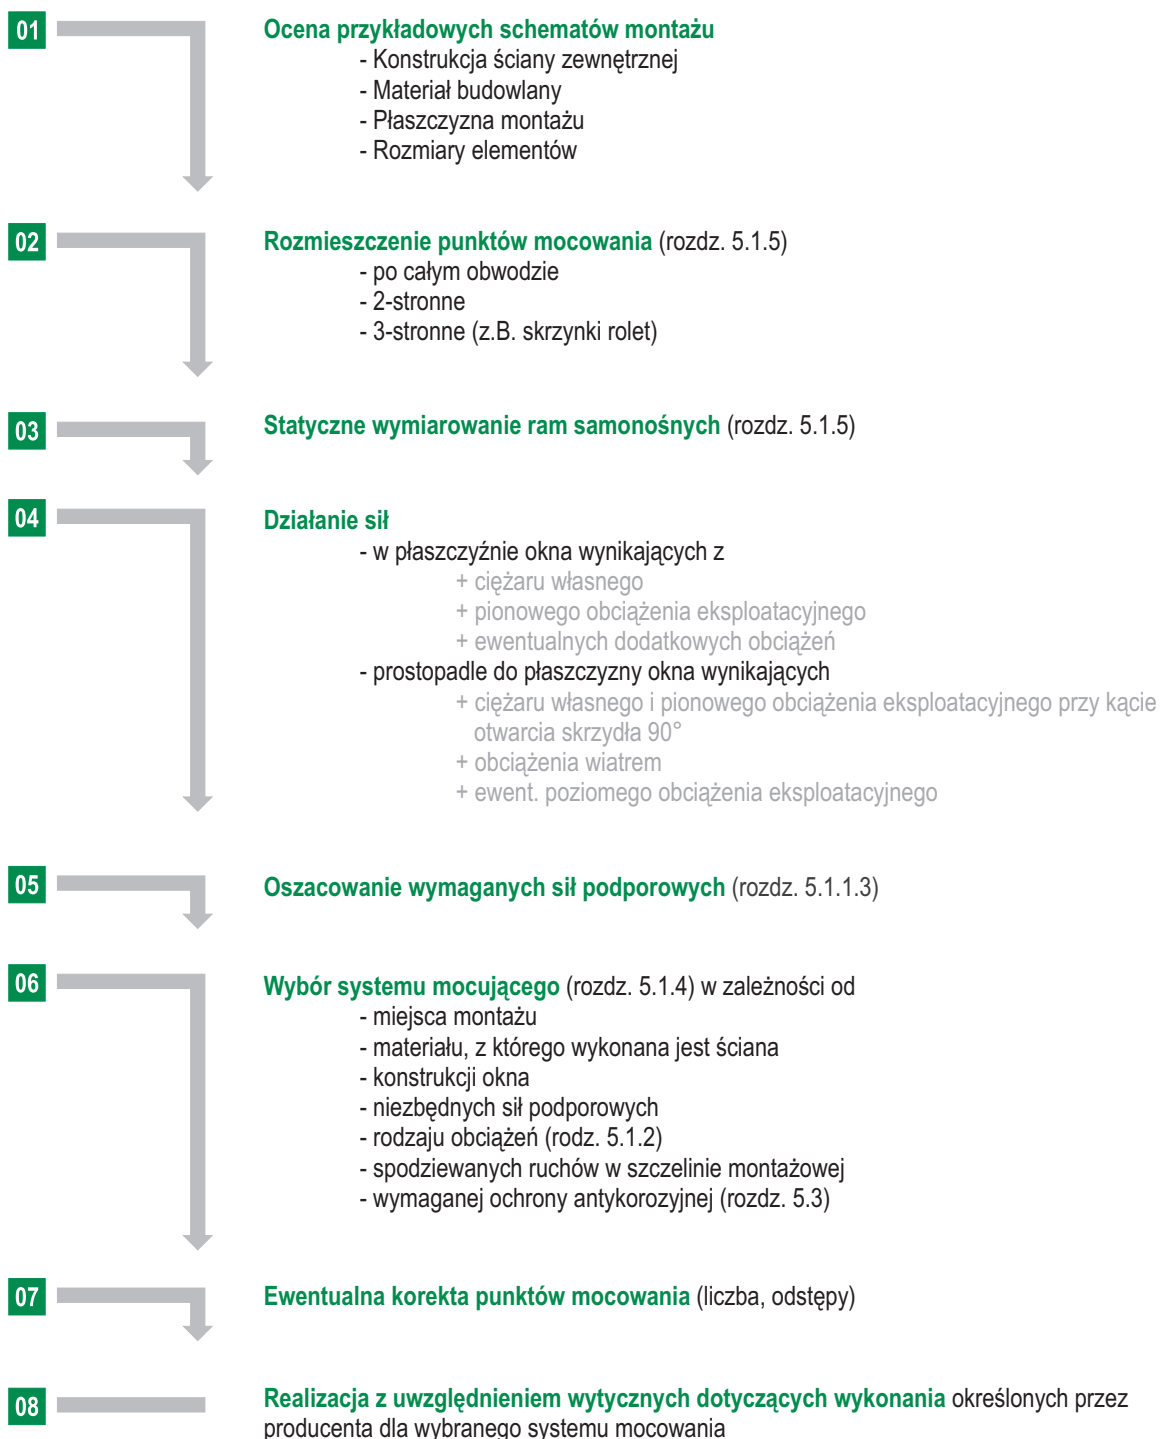 01 Ocena przykładowych schematów montażu
- Konstrukcja ściany zewnętrznej
- Materiał budowlany
- Płaszczyzna montażu
- Rozmiary elementów
02 Rozmieszczenie punktów mocowania (rozdz. 5.1.5)
- po całym obwodzie
- 2-stronne
- 3-stronne (z.B. skrzynki rolet)
03 Statyczne wymiarowanie ram samonośnych (rozdz. 5.1.5)
04 Działanie sił
- w płaszczyźnie okna wynikających z
+ ciężaru własnego
+ pionowego obciążenia eksploatacyjnego
+ ewentualnych dodatkowych obciążeń
- prostopadle do płaszczyzny okna wynikających
+ ciężaru własnego i pionowego obciążenia eksploatacyjnego przy kącie
otwarcia skrzydła 90°
+ obciążenia wiatrem
+ ewent. poziomego obciążenia eksploatacyjnego
05 Oszacowanie wymaganych sił podporowych (rozdz. 5.1.1.3)
06 Wybór systemu mocującego (rozdz. 5.1.4) w zależności od
- miejsca montażu
- materiału, z którego wykonana jest ściana
- konstrukcji okna
- niezbędnych sił podporowych
- rodzaju obciążeń (rodz. 5.1.2)
- spodziewanych ruchów w szczelinie montażowej
- wymaganej ochrony antykorozyjnej (rozdz. 5.3)
07 Ewentualna korekta punktów mocowania (liczba, odstępy)
08 Realizacja z uwzględnieniem wytycznych dotyczących wykonania określonych przez
producenta dla wybranego systemu mocowania